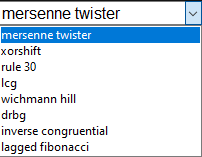 mersenne twister
mersenne twister
xorshift
rule 30
lcg
wichmann hill
drbg
inverse congruential
lagged fibonacci